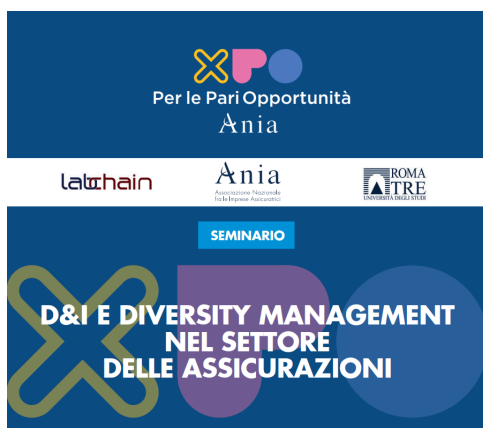 XPO
Per le Pari Opportunità
Ania
labchain
Ania
Associazione Nazionale
fra le Imprese Assicuratrici
ROMA
TRE
UNIVERSITÀ DEGLI STUDI
SEMINARIO
D&I E DIVERSITY MANAGEMENT
NEL SETTORE
DELLE ASSICURAZIONI